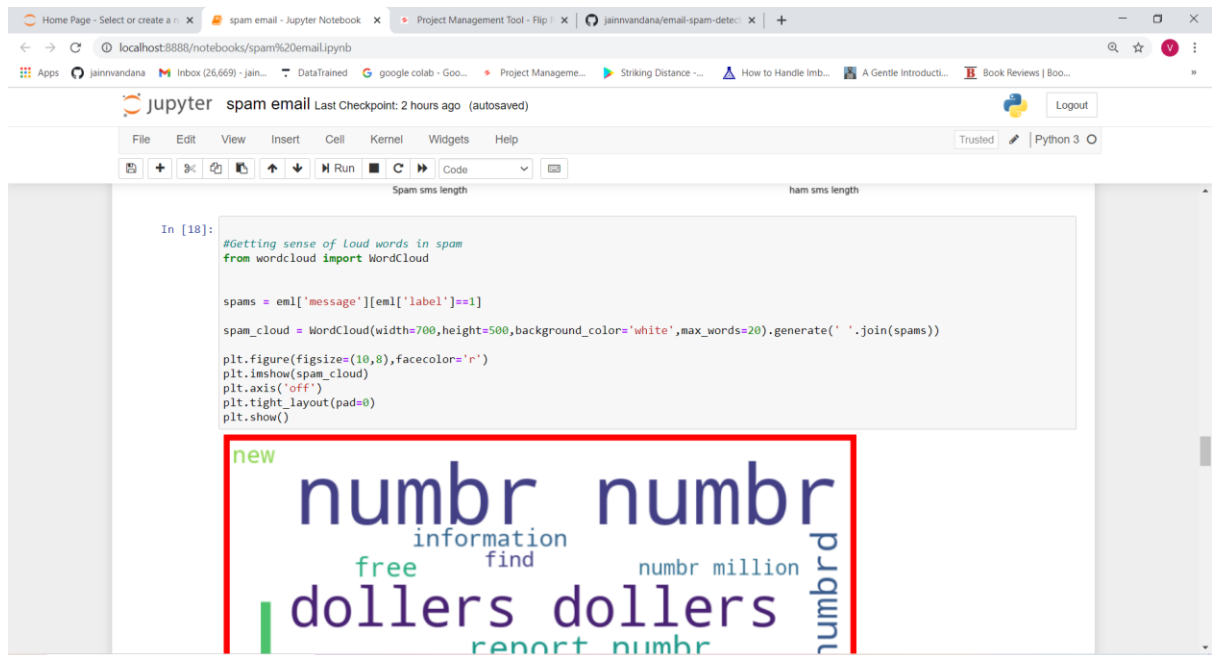 Home Page - Select or create a n
spam email - Jupyter Notebook
Project Management Tool - Flip
jainnvandana/email-spam-detect
localhost:8888/notebooks/spam%20email.ipynb
V
Apps
jainnvandana
Inbox (26,669) - jain...
DataTrained
google colab - Goo...
Project Manageme...
Striking Distance -...
How to Handle Imb...
A Gentle Introducti...
Book Reviews | Boo...
jupyter spam email Last Checkpoint: 2 hours ago (autosaved)
Logout
File Edit View Insert Cell Kernel Widgets Help
Trusted
Python 3
Run
Code
Spam sms length
ham sms length
In [18]:
#Getting sense of loud words in spam
from wordcloud import WordCloud
spams = eml['message'][eml['label']==1]
spam_cloud = WordCloud(width=700,height=500,background_color='white',max_words=20).generate(' '.join(spams))
plt.figure(figsize=(10,8),facecolor='r')
plt.imshow(spam_cloud)
plt.axis('off')
plt.tight_layout(pad=0)
plt.show()
new
numbr numbr
information
find
free
numbr million
numbrd
dollers dollers
report numbr